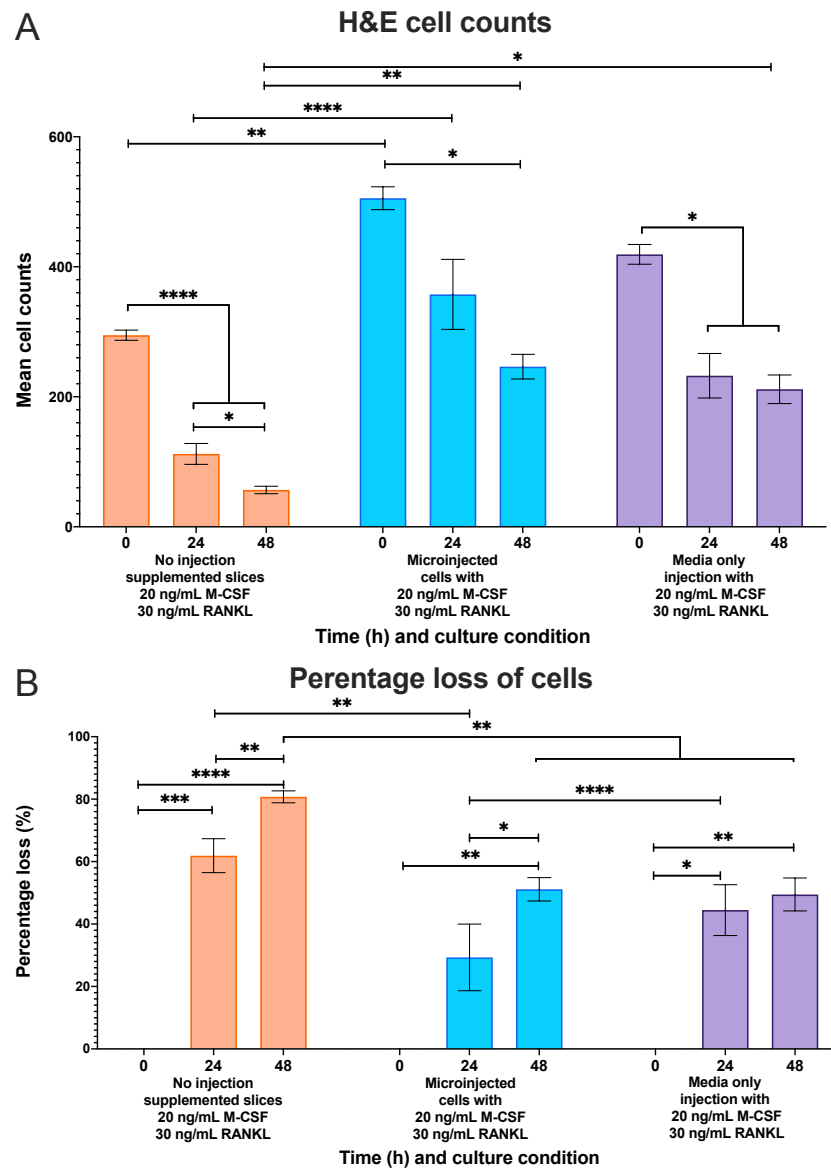 A
H&E cell counts
*
**
****
**
*
*
****
*
600
400
200
0
Mean cell counts
0 24 48 0 24 48 0 24 48
No injection
supplemented slices
20 ng/mL M-CSF
30 ng/mL RANKL
Microinjected
cells with
20 ng/mL M-CSF
30 ng/mL RANKL
Media only
injection with
20 ng/mL M-CSF
30 ng/mL RANKL
Time (h) and culture condition
B
Perentage loss of cells
**
**
**
****
***
****
*
**
**
*
100
80
60
40
20
0
Percentage loss (%)
0 24 48 0 24 48 0 24 48
No injection
supplemented slices
20 ng/mL M-CSF
30 ng/mL RANKL
Microinjected
cells with
20 ng/mL M-CSF
30 ng/mL RANKL
Media only
injection with
20 ng/mL M-CSF
30 ng/mL RANKL
Time (h) and culture condition